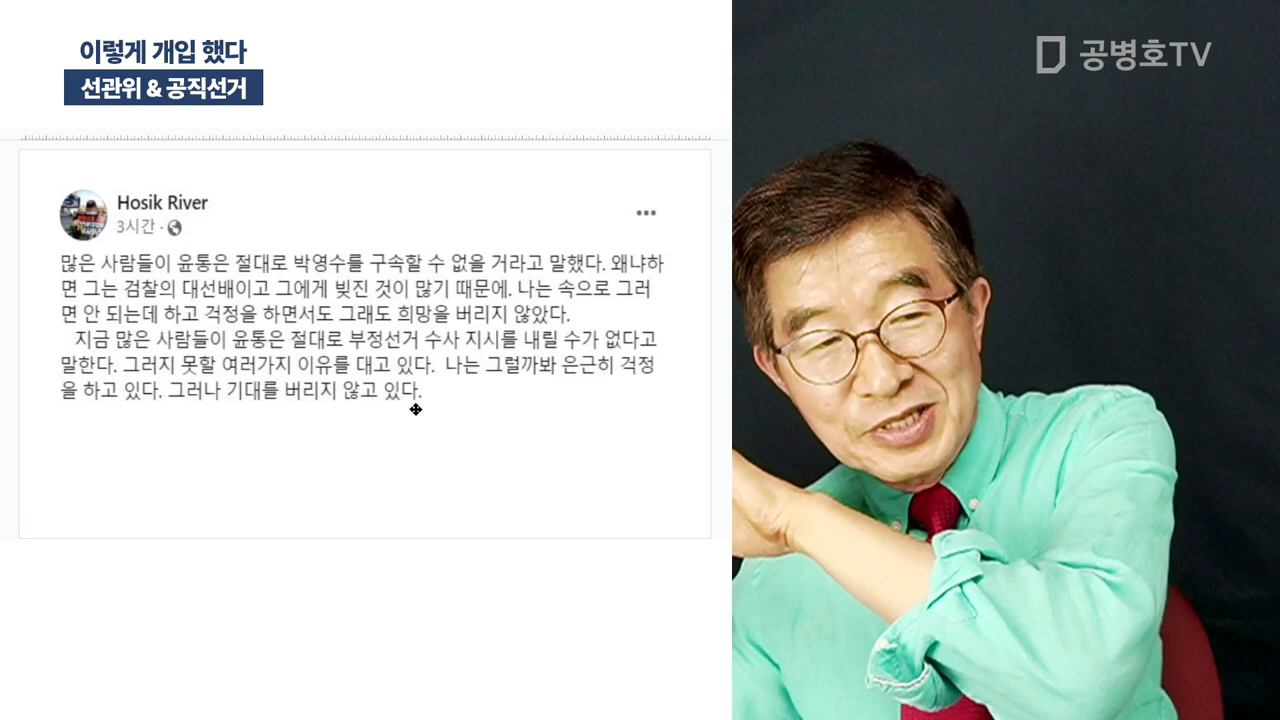 이렇게 개입 했다
선관위 & 공직선거
공병호TV
Hosik River
3시간 ·
많은 사람들이 윤통은 절대로 박영수를 구속할 수 없을 거라고 말했다. 왜냐하
면 그는 검찰의 대선배이고 그에게 빚진 것이 많기 때문에. 나는 속으로 그러
면 안 되는데 하고 걱정을 하면서도 그래도 희망을 버리지 않았다.
지금 많은 사람들이 윤통은 절대로 부정선거 수사 지시를 내릴 수가 없다고
말한다. 그러지 못할 여러가지 이유를 대고 있다. 나는 그럴까봐 은근히 걱정
을 하고 있다. 그러나 기대를 버리지 않고 있다.